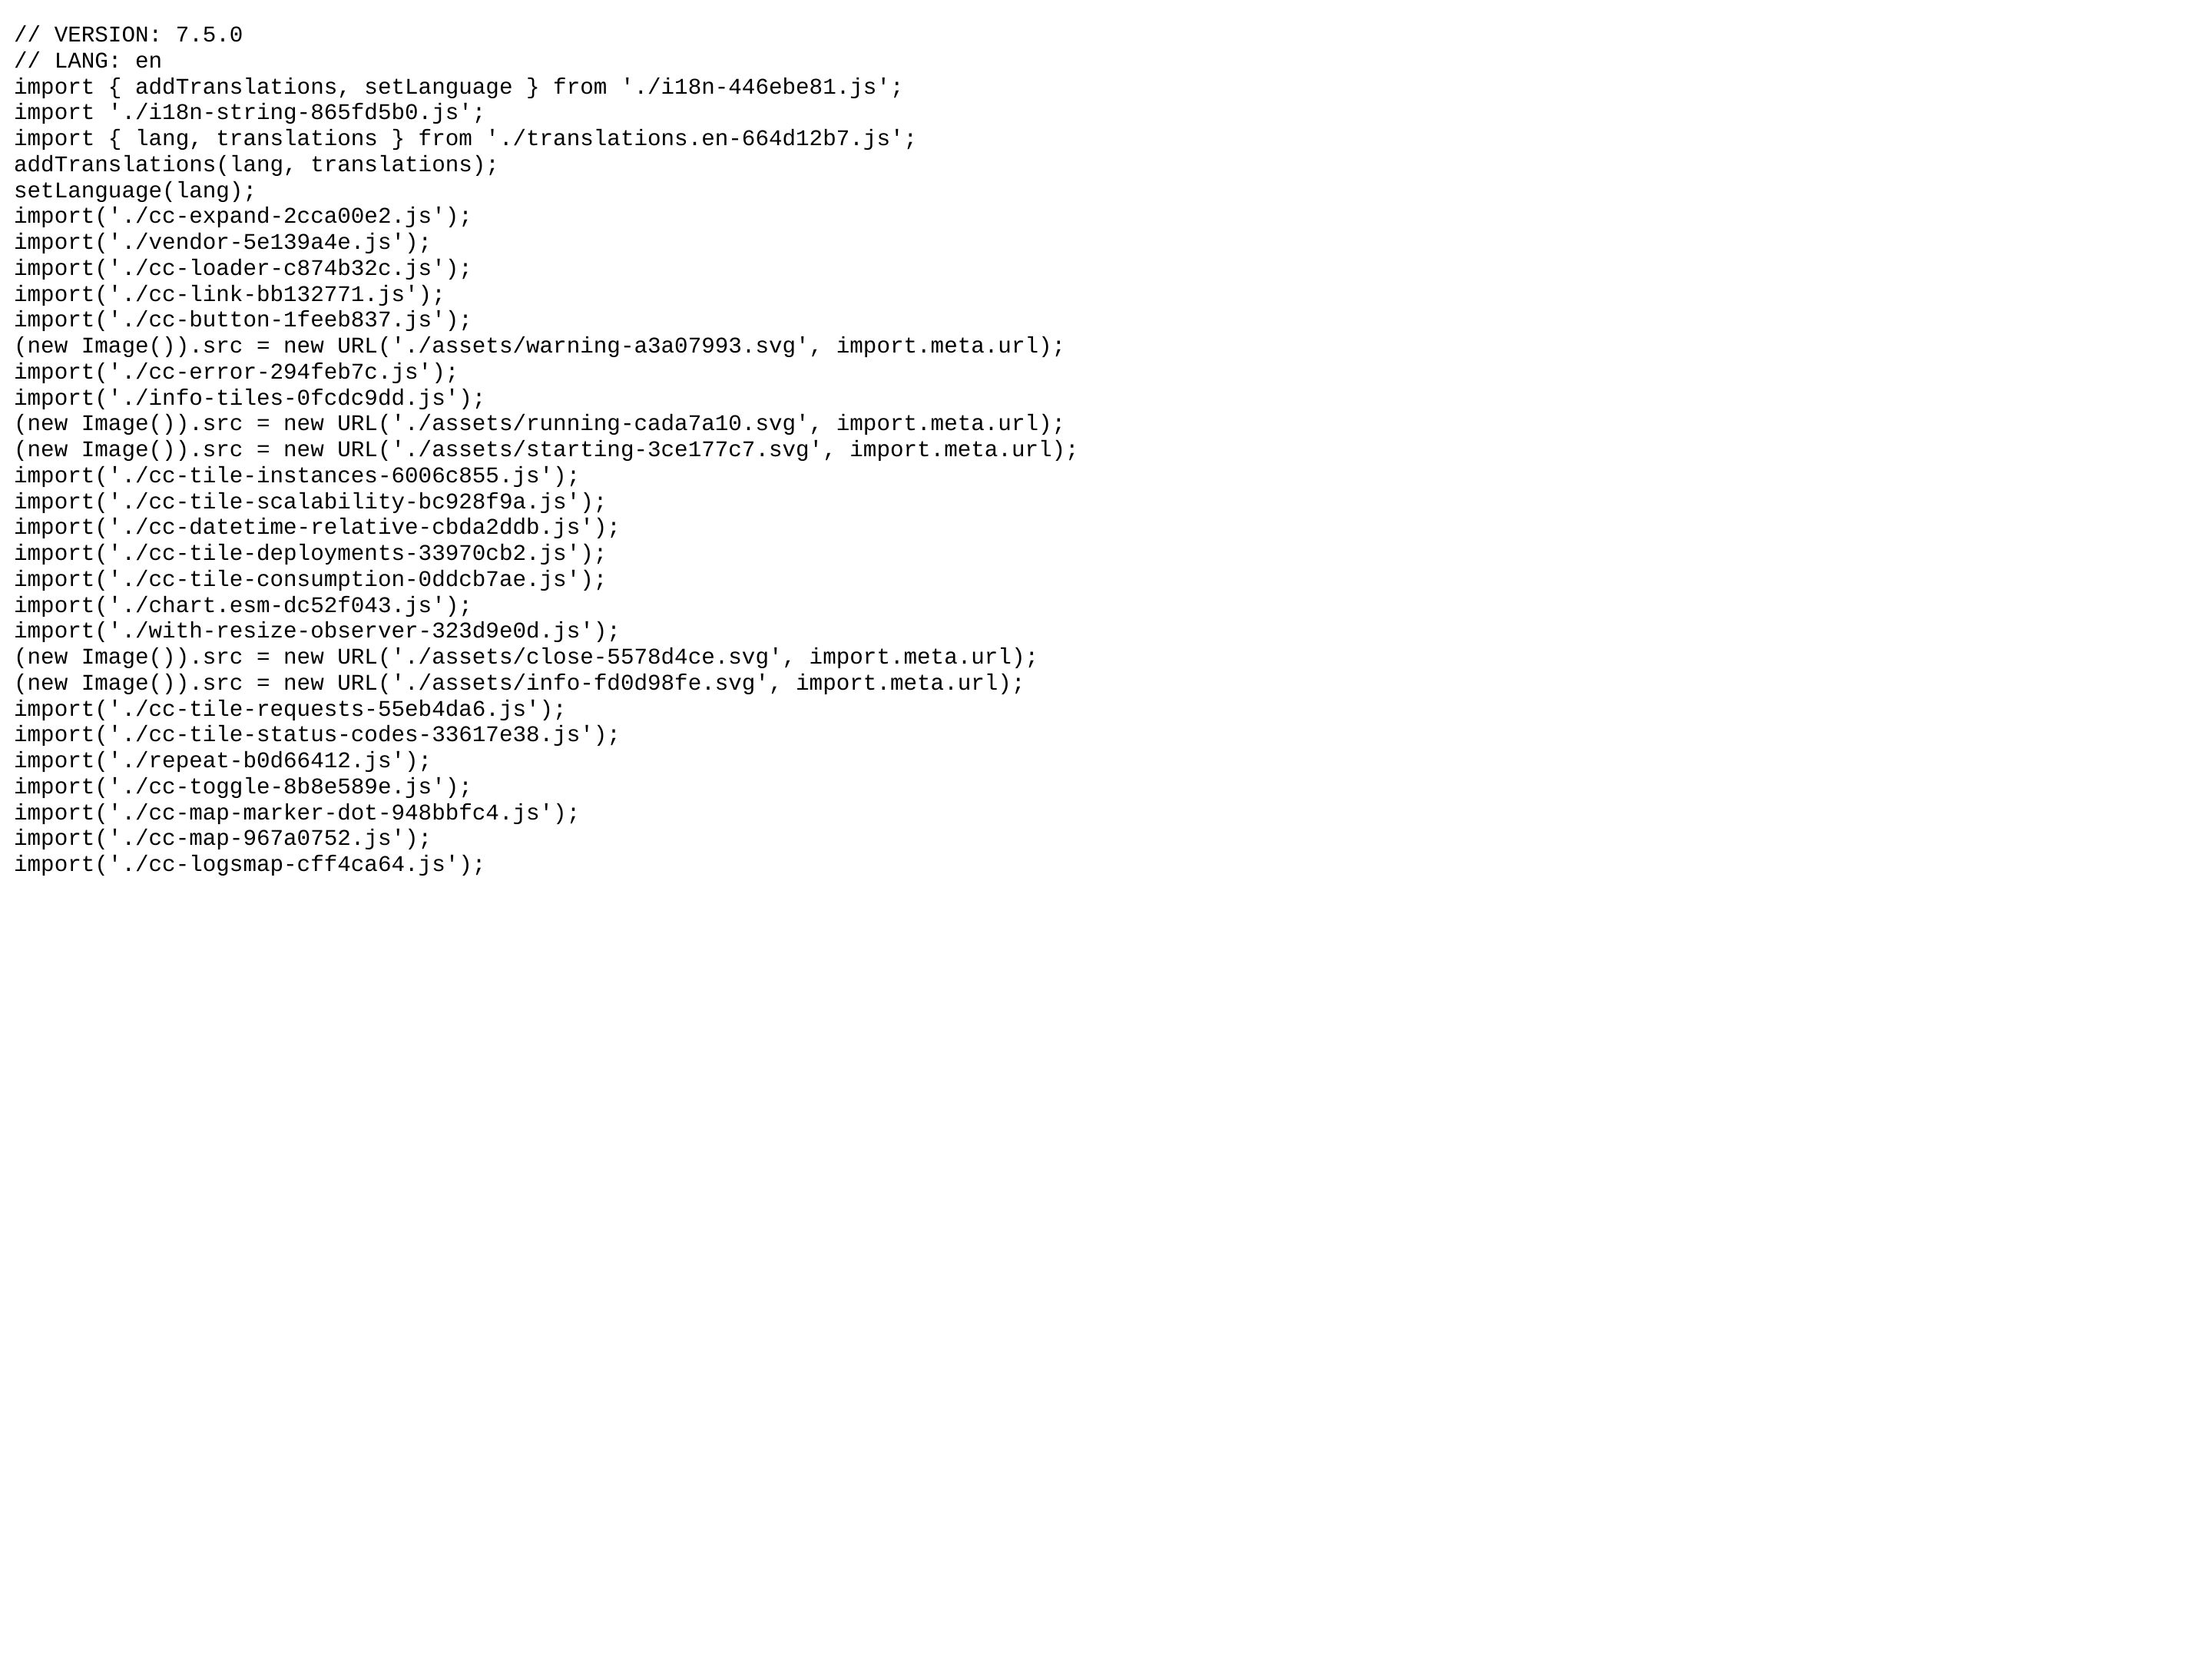 // VERSION: 7.5.0
// LANG: en
import { addTranslations, setLanguage } from './i18n-446ebe81.js';
import './i18n-string-865fd5b0.js';
import { lang, translations } from './translations.en-664d12b7.js';
addTranslations(lang, translations);
setLanguage(lang);
import('./cc-expand-2cca00e2.js');
import('./vendor-5e139a4e.js');
import('./cc-loader-c874b32c.js');
import('./cc-link-bb132771.js');
import('./cc-button-1feeb837.js');
(new Image()).src = new URL('./assets/warning-a3a07993.svg', import.meta.url);
import('./cc-error-294feb7c.js');
import('./info-tiles-0fcdc9dd.js');
(new Image()).src = new URL('./assets/running-cada7a10.svg', import.meta.url);
(new Image()).src = new URL('./assets/starting-3ce177c7.svg', import.meta.url);
import('./cc-tile-instances-6006c855.js');
import('./cc-tile-scalability-bc928f9a.js');
import('./cc-datetime-relative-cbda2ddb.js');
import('./cc-tile-deployments-33970cb2.js');
import('./cc-tile-consumption-0ddcb7ae.js');
import('./chart.esm-dc52f043.js');
import('./with-resize-observer-323d9e0d.js');
(new Image()).src = new URL('./assets/close-5578d4ce.svg', import.meta.url);
(new Image()).src = new URL('./assets/info-fd0d98fe.svg', import.meta.url);
import('./cc-tile-requests-55eb4da6.js');
import('./cc-tile-status-codes-33617e38.js');
import('./repeat-b0d66412.js');
import('./cc-toggle-8b8e589e.js');
import('./cc-map-marker-dot-948bbfc4.js');
import('./cc-map-967a0752.js');
import('./cc-logsmap-cff4ca64.js');